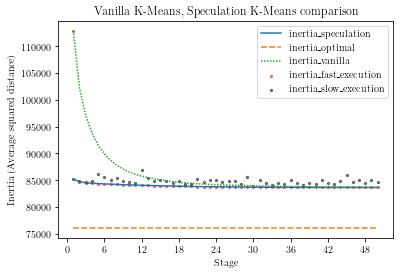 Vanilla K-Means, Speculation K-Means comparison
inertia_speculation
inertia_optimal
inertia_vanilla
inertia_fast_execution
inertia_slow_execution
Inertia (Average squared distance)
110000
105000
100000
95000
90000
85000
80000
75000
0 6 12 18 24 30 36 42 48
Stage